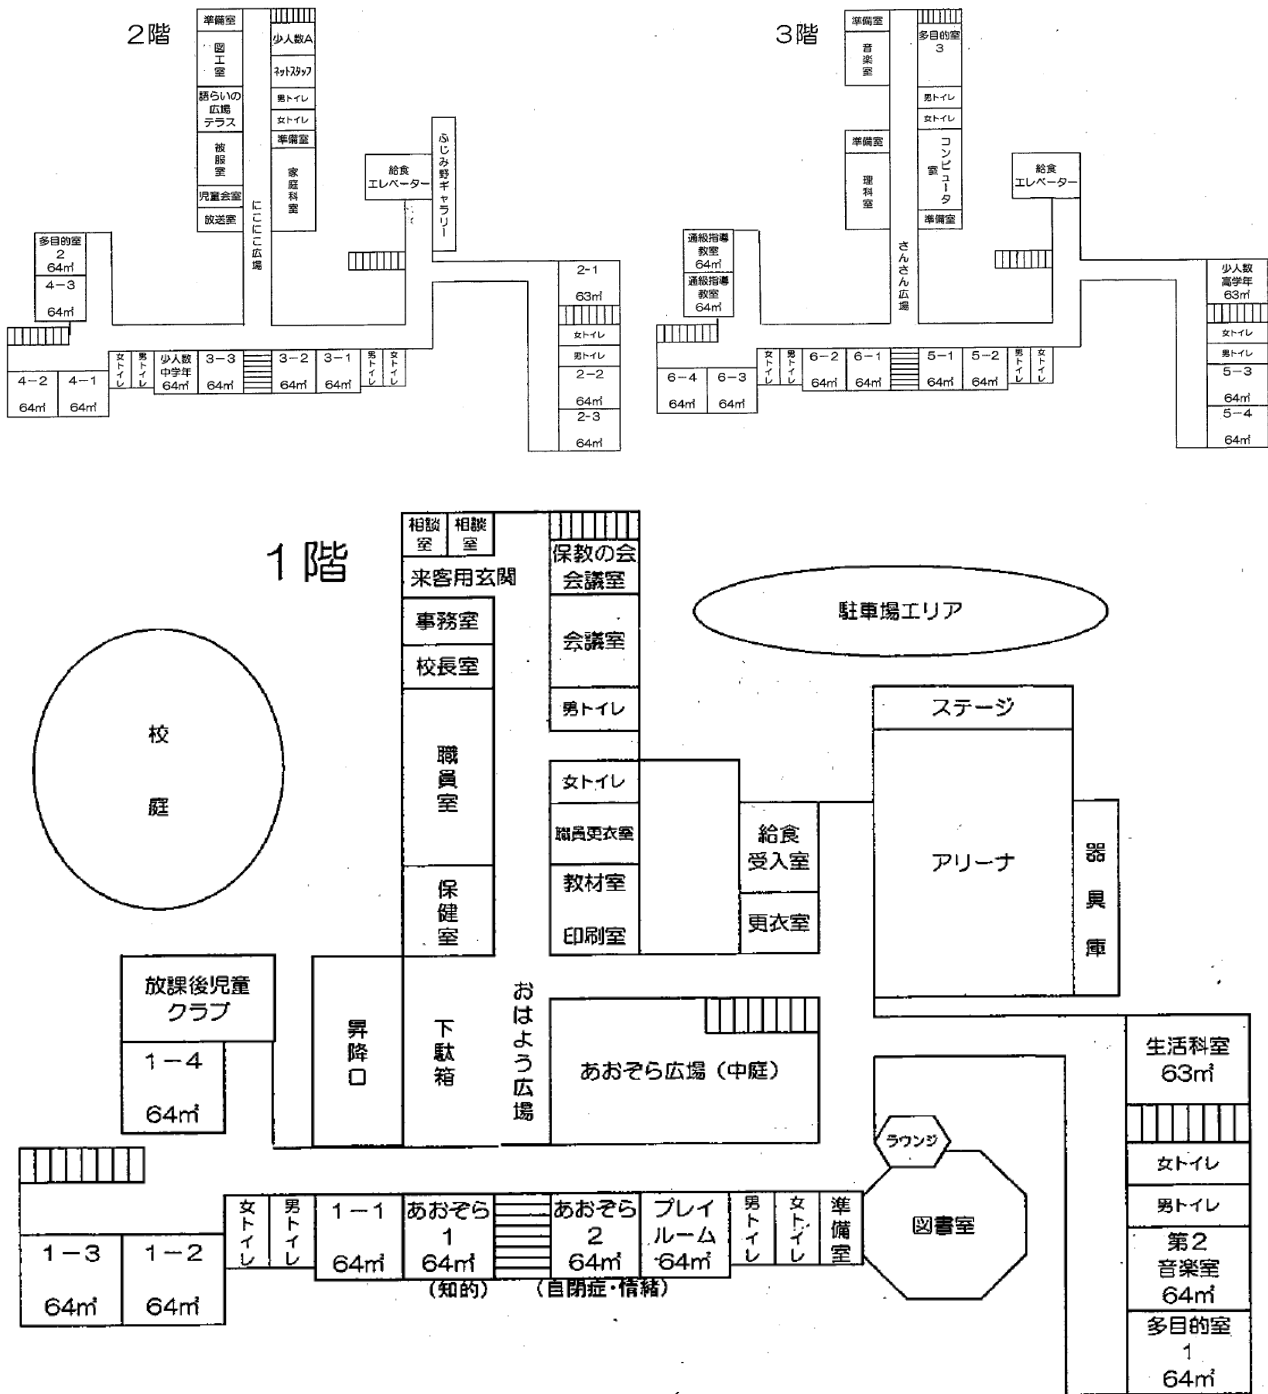 2階
準備室
図工室
語らいの
広場
テラス
被服室
児童会室
放送室
少人数A
ネットスタッフ
男トイレ
女トイレ
準備室
家庭科室
にこにこ広場
給食
エレベーター
ふじみ野ギャラリー
多目的室
2
64㎡
4-3
64㎡
4-2
64㎡
4-1
64㎡
女トイレ
男トイレ
少人数
中学年
64㎡
3-3
64㎡
3-2
64㎡
3-1
64㎡
男トイレ
女トイレ
2-1
63㎡
女トイレ
男トイレ
2-2
64㎡
2-3
64㎡
3階
準備室
音楽室
準備室
理科室
多目的室
3
男トイレ
女トイレ
コンピュータ室
準備室
さんさん広場
給食
エレベーター
通級指導
教室
64㎡
通級指導
教室
64㎡
6-4
64㎡
6-3
64㎡
女トイレ
男トイレ
6-2
64㎡
6-1
64㎡
5-1
64㎡
5-2
64㎡
男トイレ
女トイレ
少人数
高学年
63㎡
女トイレ
男トイレ
5-3
64㎡
5-4
64㎡
1階
相談室
相談室
来客用玄関
事務室
校長室
職員室
保健室
保教の会
会議室
会議室
男トイレ
女トイレ
職員更衣室
教材室
印刷室
給食
受入室
更衣室
駐車場エリア
ステージ
アリーナ
器具庫
校庭
放課後児童
クラブ
1-4
64㎡
昇降口
下駄箱
おはよう広場
あおぞら広場(中庭)
生活科室
63㎡
女トイレ
男トイレ
第2
音楽室
64㎡
多目的室
1
64㎡
ラウンジ
図書室
1-3
64㎡
1-2
64㎡
女トイレ
男トイレ
1-1
64㎡
あおぞら
1
64㎡
(知的)
あおぞら
2
64㎡
(自閉症・情緒)
プレイ
ルーム
64㎡
男トイレ
女トイレ
準備室